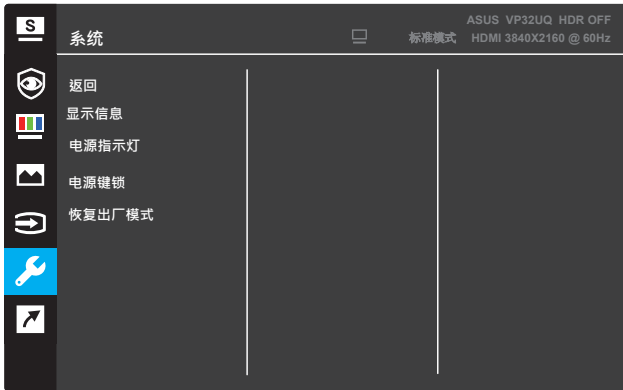 S
系统
ASUS VP32UQ HDR OFF
标准模式 HDMI 3840X2160 @ 60Hz
返回
显示信息
电源指示灯
电源键锁
恢复出厂模式